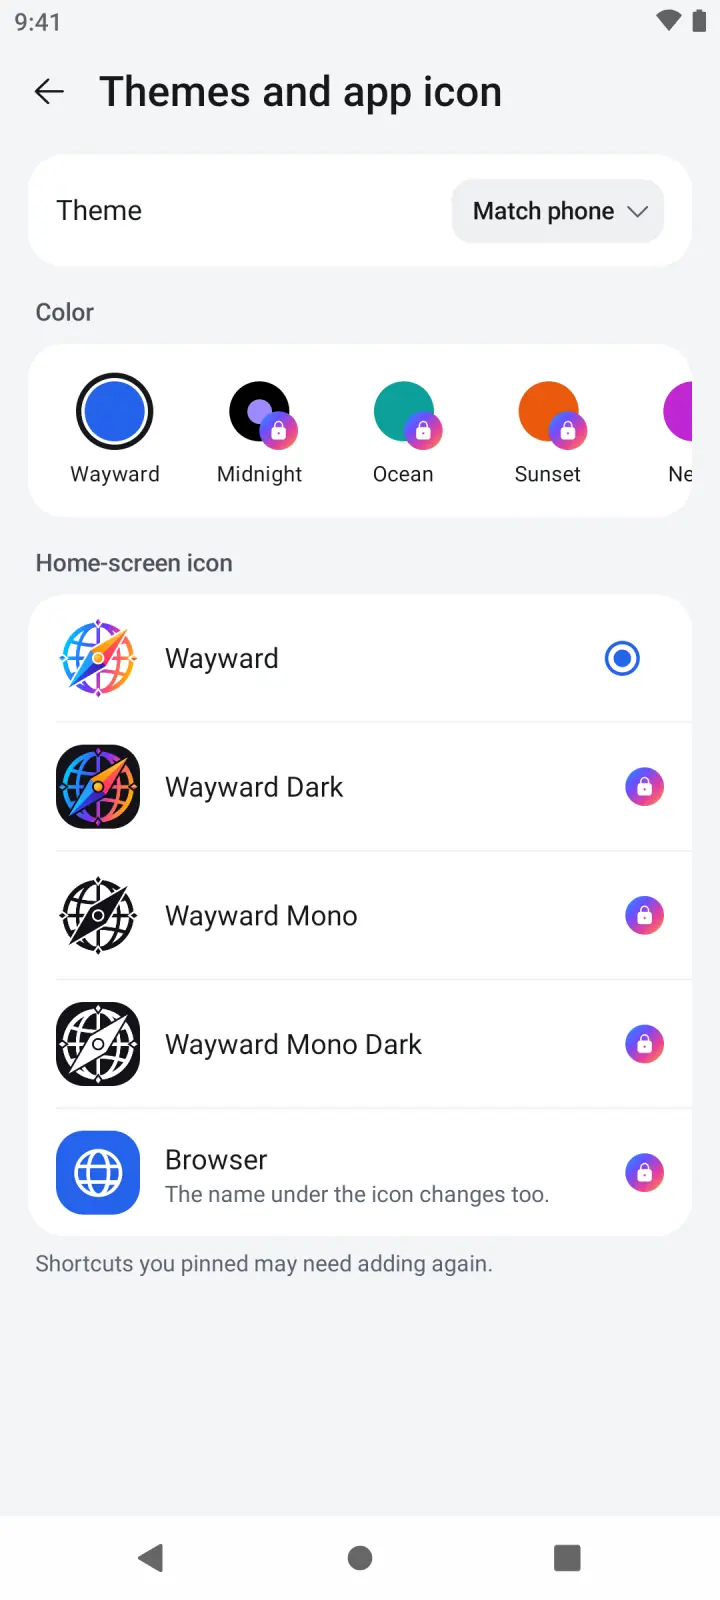 9:41
Themes and app icon
Theme
Match phone
Color
Wayward
Midnight
Ocean
Sunset
Ne
Home-screen icon
Wayward
Wayward Dark
Wayward Mono
Wayward Mono Dark
Browser
The name under the icon changes too.
Shortcuts you pinned may need adding again.